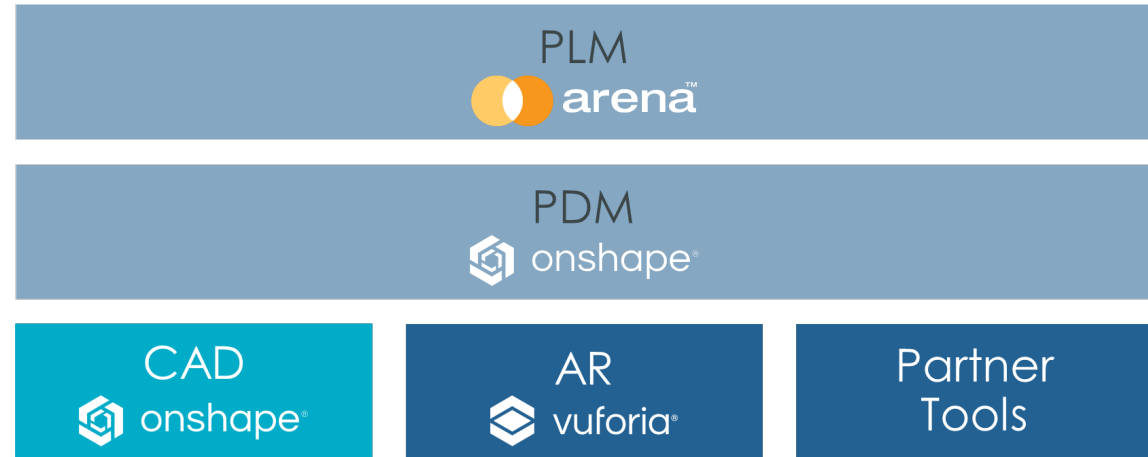 PLM
arena™
PDM
onshape®
CAD
onshape®
AR
vuforia®
Partner
Tools